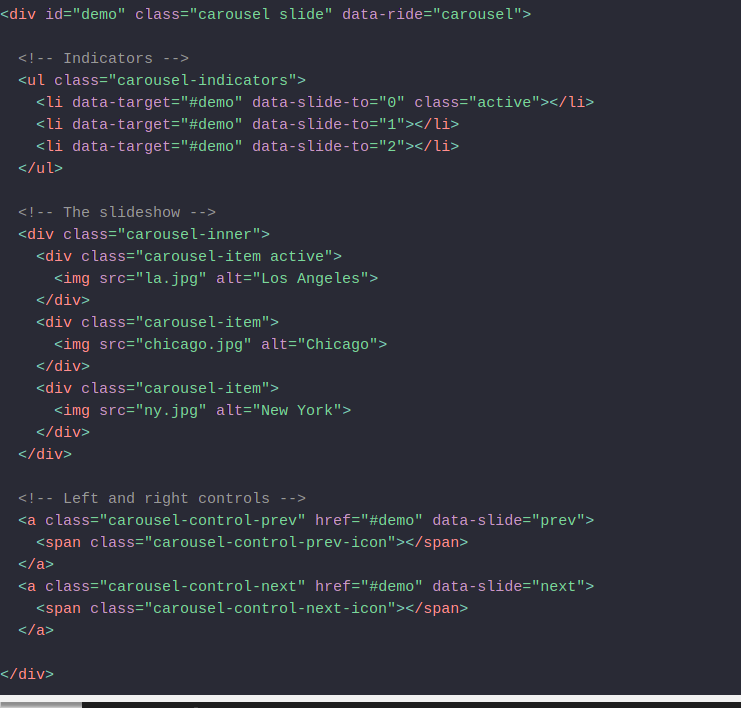 <div id="demo" class="carousel slide" data-ride="carousel">
<!-- Indicators -->
<ul class="carousel-indicators">
<li data-target="#demo" data-slide-to="0" class="active"></li>
<li data-target="#demo" data-slide-to="1"></li>
<li data-target="#demo" data-slide-to="2"></li>
</ul>
<!-- The slideshow -->
<div class="carousel-inner">
<div class="carousel-item active">
<img src="la.jpg" alt="Los Angeles">
</div>
<div class="carousel-item">
<img src="chicago.jpg" alt="Chicago">
</div>
<div class="carousel-item">
<img src="ny.jpg" alt="New York">
</div>
</div>
<!-- Left and right controls -->
<a class="carousel-control-prev" href="#demo" data-slide="prev">
<span class="carousel-control-prev-icon"></span>
</a>
<a class="carousel-control-next" href="#demo" data-slide="next">
<span class="carousel-control-next-icon"></span>
</a>
</div>